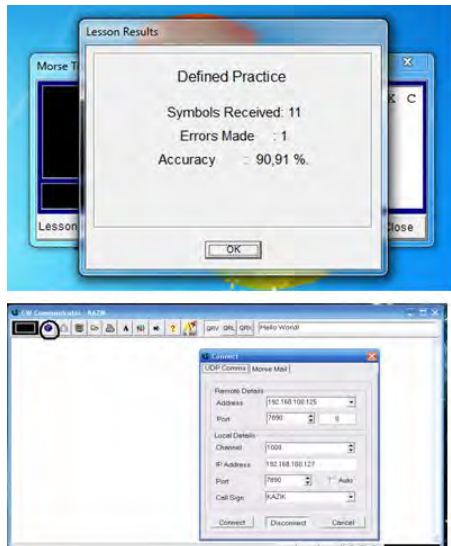 Lesson Results
Morse Ti
Defined Practice
K C
Symbols Received: 11
Errors Made : 1
Accuracy : 90,91 %.
Lesson
Close
OK
CW Communicator - KAZIK
QRV QRL QRX Hello World!
Connect
UDP Comms Morse Mail
Remote Details
Address 192.168.100.125
Port 7890 0
Local Details
Channel 1000
IP Address 192.168.100.127
Port 7890 Auto
Call Sign KAZIK
Connect Disconnect Cancel